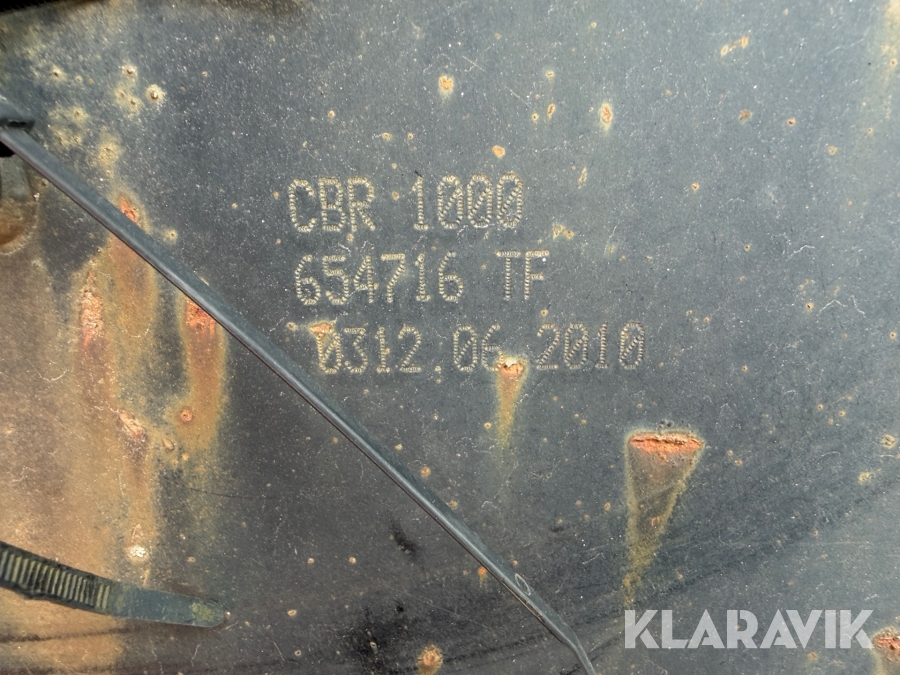 CBR 1000
654716 TF
0312.06.2010
KLARAVIK